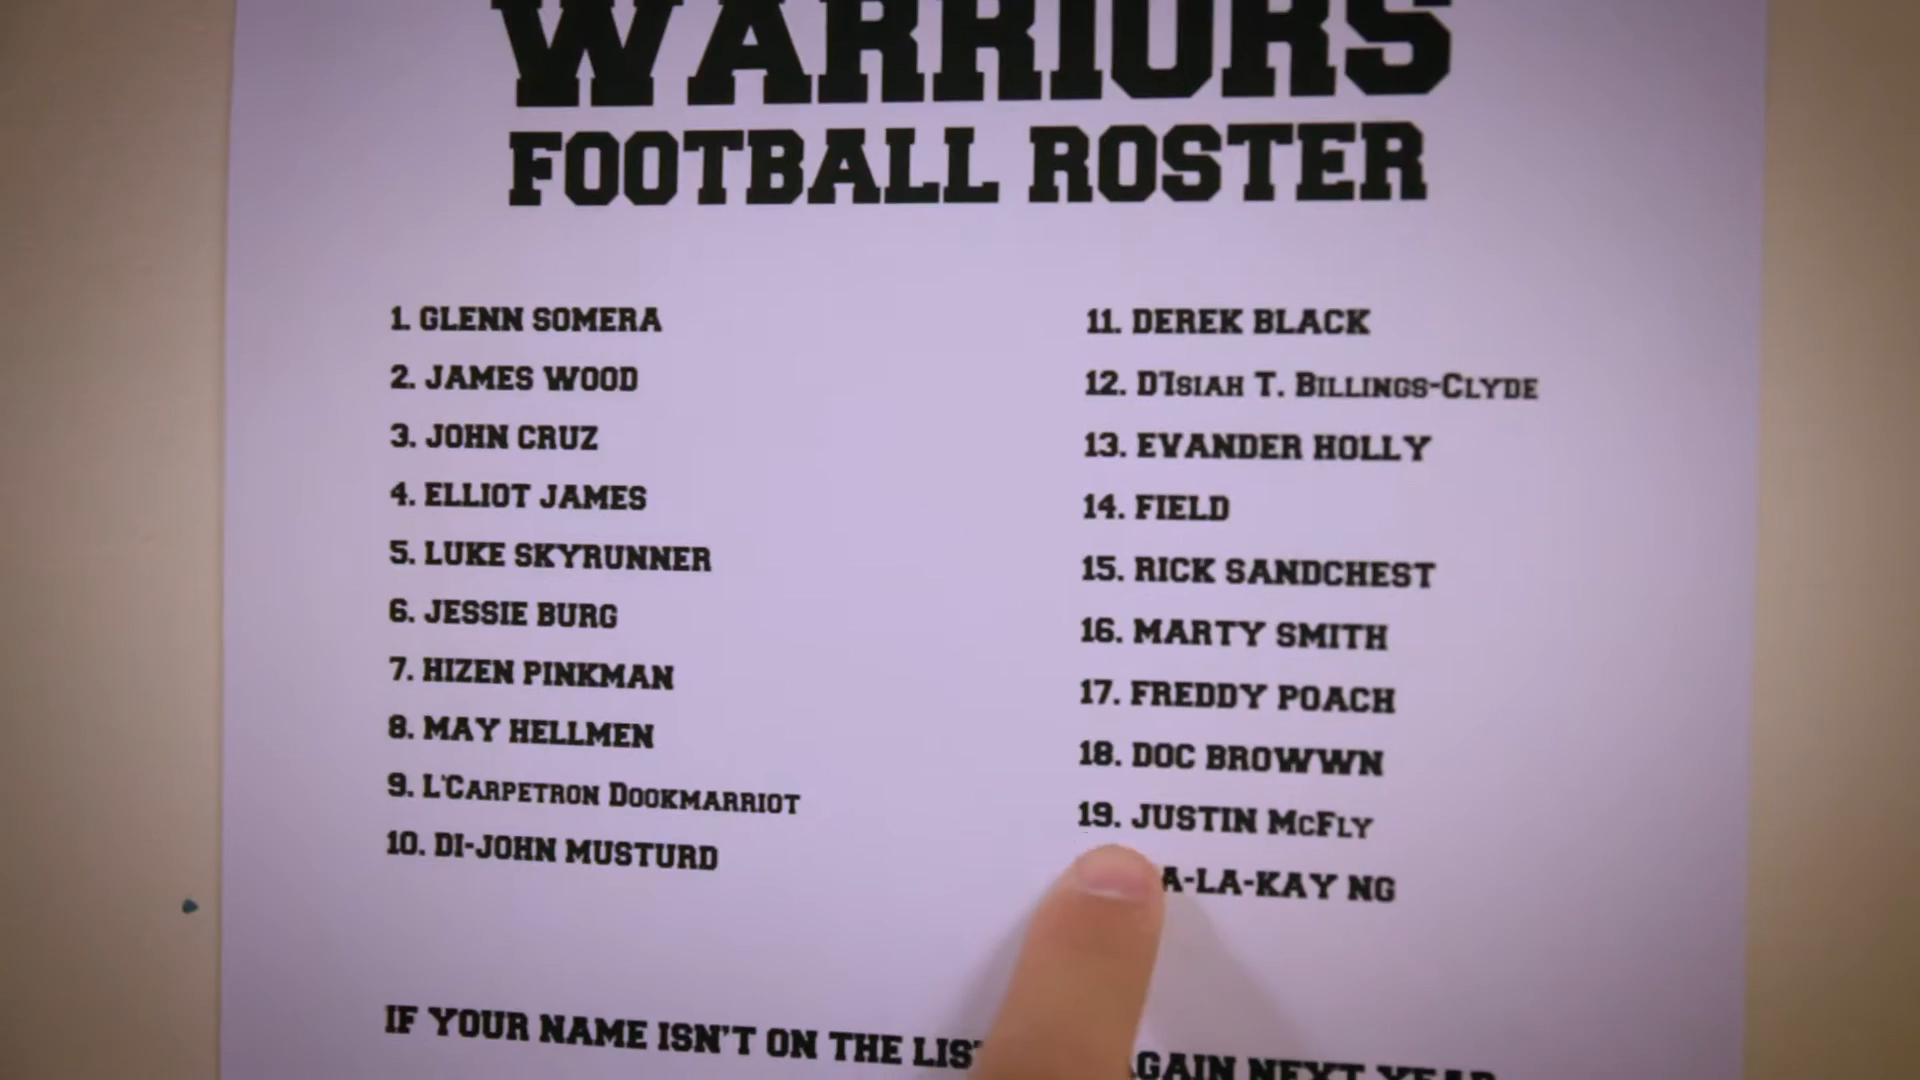 WARRIORS
FOOTBALL ROSTER
1. GLENN SOMERA
2. JAMES WOOD
3. JOHN CRUZ
4. ELLIOT JAMES
5. LUKE SKYRUNNER
6. JESSIE BURG
7. HIZEN PINKMAN
8. MAY HELLMEN
9. L'CARPETRON DOOKMARRIOT
10. DI-JOHN MUSTURD
11. DEREK BLACK
12. D'ISIAH T. BILLINGS-CLYDE
13. EVANDER HOLLY
14. FIELD
15. RICK SANDCHEST
16. MARTY SMITH
17. FREDDY POACH
18. DOC BROWWN
19. JUSTIN McFLY
A-LA-KAY NG
IF YOUR NAME ISN'T ON THE NEXT YEAR